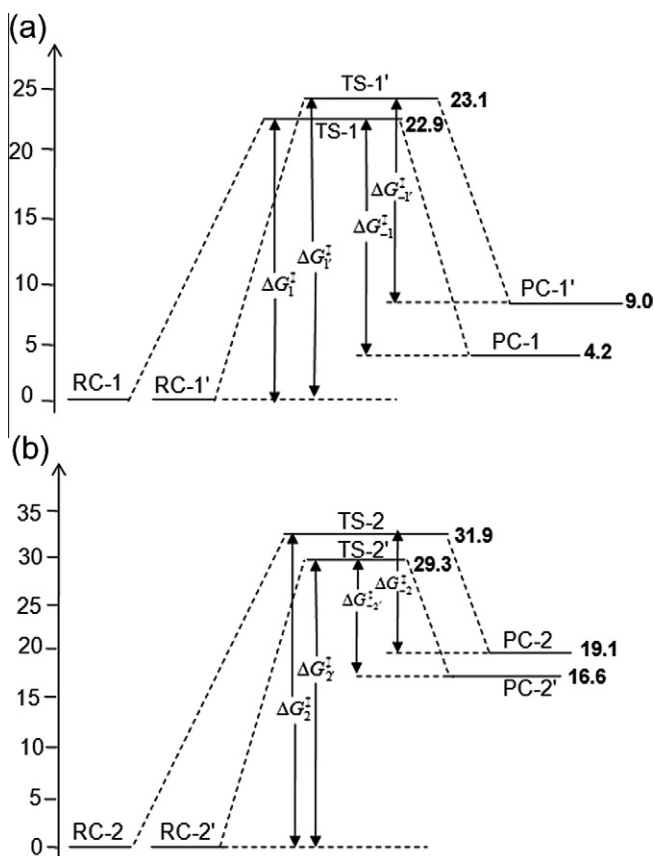 (a)
25
TS-1'
23.1
TS-1
22.9
20
ΔG‡₋₁′
ΔG‡₋₁
15
ΔG‡₁′
ΔG‡₁
10
PC-1'
9.0
5
PC-1
4.2
RC-1
RC-1'
0
(b)
35
TS-2
31.9
30
TS-2'
29.3
ΔG‡₋₂
ΔG‡₋₂′
25
20
PC-2
19.1
ΔG‡₂′
16.6
PC-2'
15
ΔG‡₂
10
5
RC-2
RC-2'
0